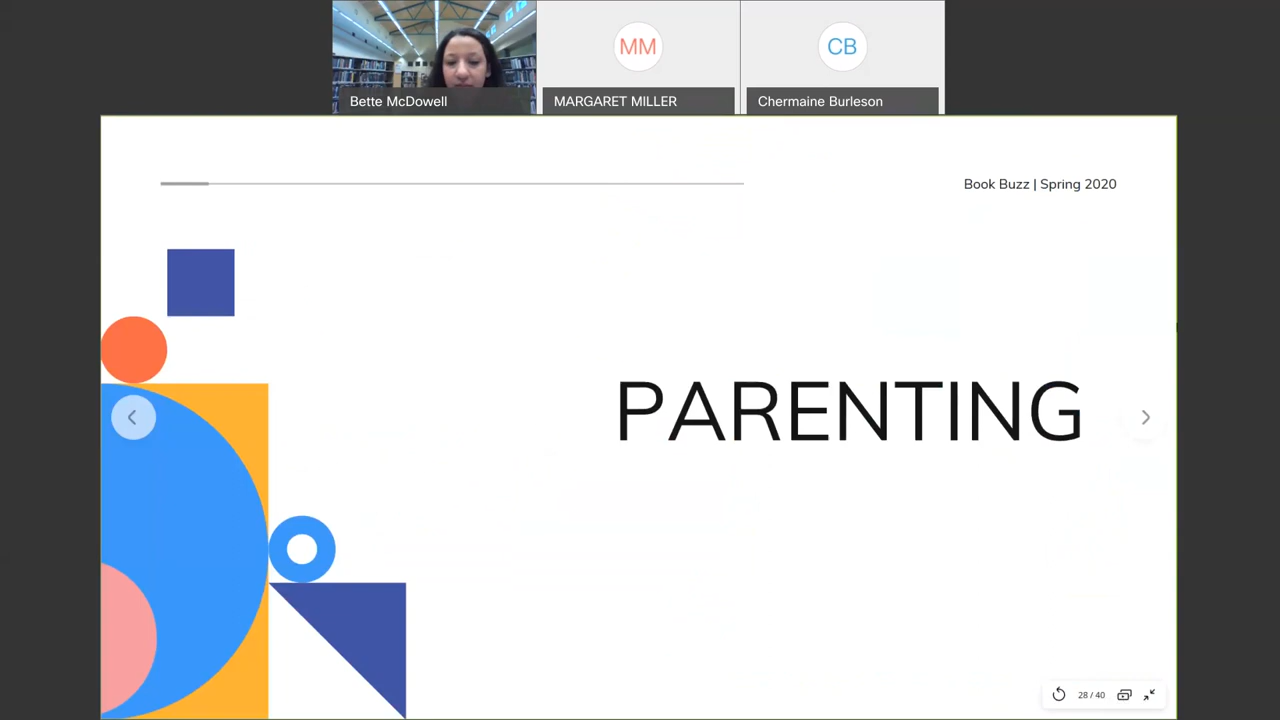 MM
CB
Bette McDowell
MARGARET MILLER
Chermaine Burleson
Book Buzz | Spring 2020
PARENTING
28 / 40